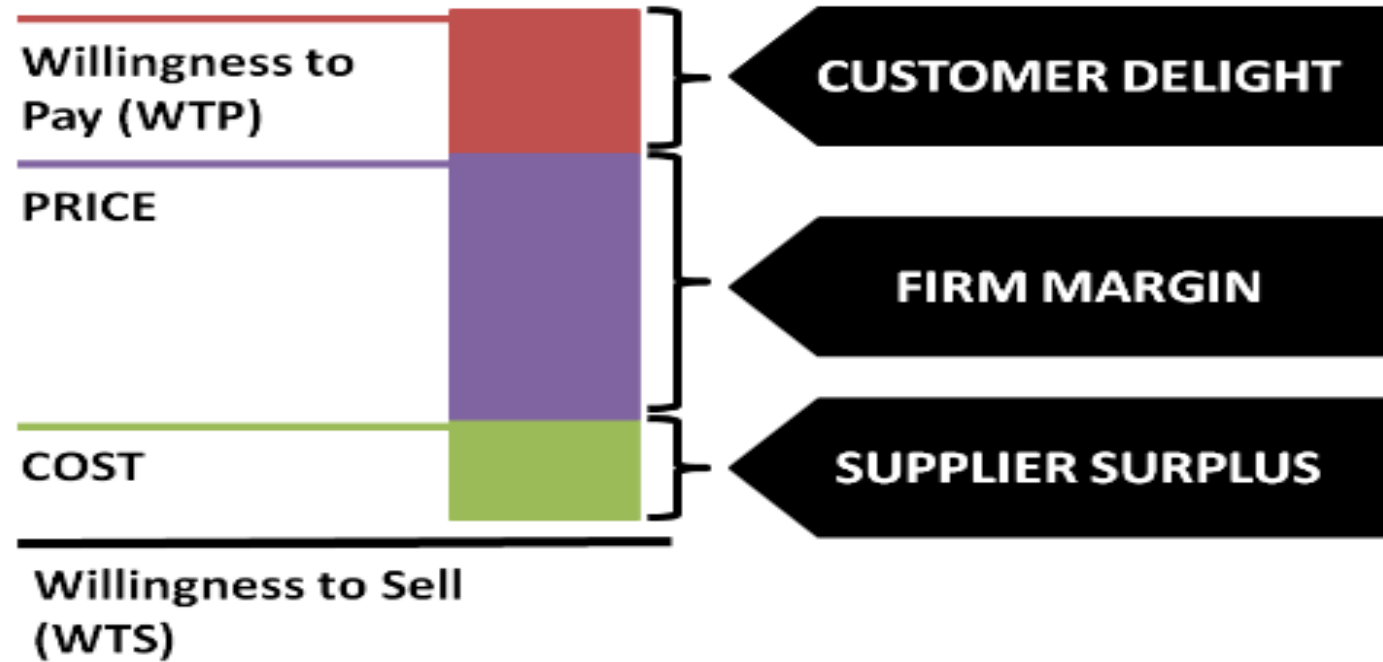 Willingness to
Pay (WTP)
CUSTOMER DELIGHT
PRICE
FIRM MARGIN
COST
SUPPLIER SURPLUS
Willingness to Sell
(WTS)